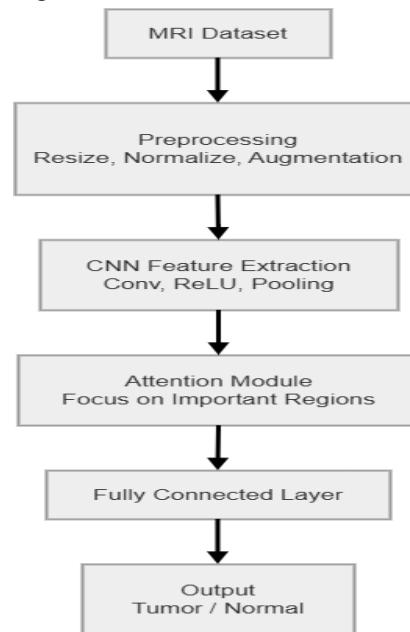 MRI Dataset
Preprocessing
Resize, Normalize, Augmentation
CNN Feature Extraction
Conv, ReLU, Pooling
Attention Module
Focus on Important Regions
Fully Connected Layer
Output
Tumor / Normal